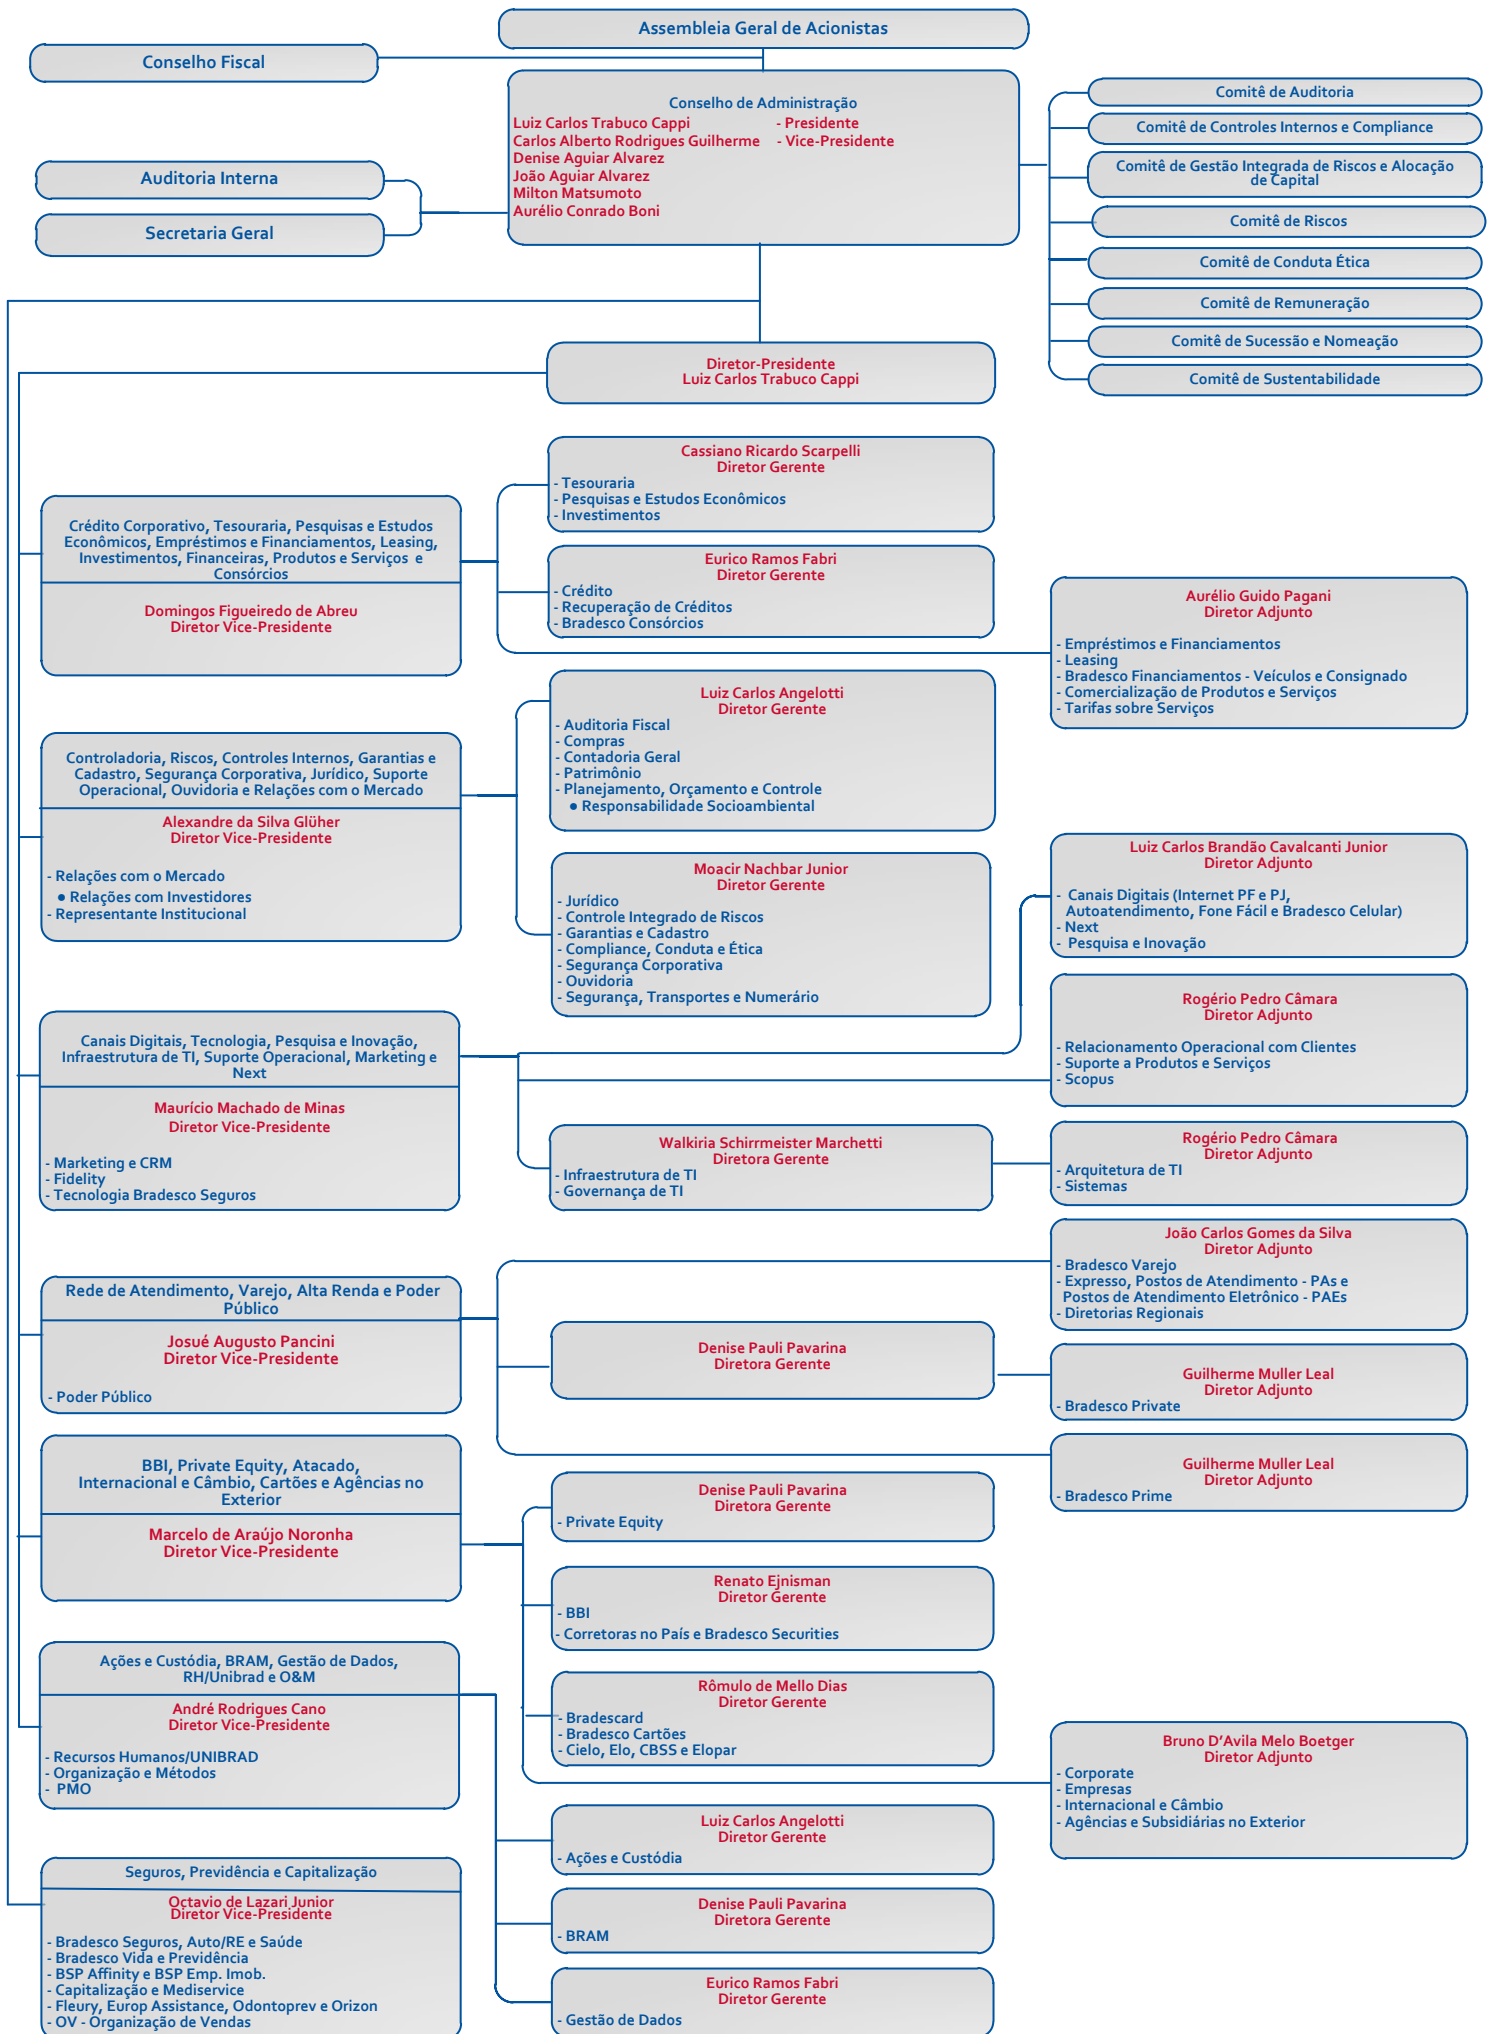 Assembleia Geral de Acionistas
Conselho Fiscal
Conselho de Administração
Luiz Carlos Trabuco Cappi - Presidente
Carlos Alberto Rodrigues Guilherme - Vice-Presidente
Denise Aguiar Alvarez
João Aguiar Alvarez
Milton Matsumoto
Aurélio Conrado Boni
Auditoria Interna
Secretaria Geral
Comitê de Auditoria
Comitê de Controles Internos e Compliance
Comitê de Gestão Integrada de Riscos e Alocação
de Capital
Comitê de Riscos
Comitê de Conduta Ética
Comitê de Remuneração
Comitê de Sucessão e Nomeação
Comitê de Sustentabilidade
Diretor-Presidente
Luiz Carlos Trabuco Cappi
Crédito Corporativo, Tesouraria, Pesquisas e Estudos
Econômicos, Empréstimos e Financiamentos, Leasing,
Investimentos, Financeiras, Produtos e Serviços e
Consórcios
Domingos Figueiredo de Abreu
Diretor Vice-Presidente
Cassiano Ricardo Scarpelli
Diretor Gerente
- Tesouraria
- Pesquisas e Estudos Econômicos
- Investimentos
Eurico Ramos Fabri
Diretor Gerente
- Crédito
- Recuperação de Créditos
- Bradesco Consórcios
Aurélio Guido Pagani
Diretor Adjunto
- Empréstimos e Financiamentos
- Leasing
- Bradesco Financiamentos - Veículos e Consignado
- Comercialização de Produtos e Serviços
- Tarifas sobre Serviços
Controladoria, Riscos, Controles Internos, Garantias e
Cadastro, Segurança Corporativa, Jurídico, Suporte
Operacional, Ouvidoria e Relações com o Mercado
Alexandre da Silva Glüher
Diretor Vice-Presidente
- Relações com o Mercado
● Relações com Investidores
- Representante Institucional
Luiz Carlos Angelotti
Diretor Gerente
- Auditoria Fiscal
- Compras
- Contadoria Geral
- Patrimônio
- Planejamento, Orçamento e Controle
● Responsabilidade Socioambiental
Moacir Nachbar Junior
Diretor Gerente
- Jurídico
- Controle Integrado de Riscos
- Garantias e Cadastro
- Compliance, Conduta e Ética
- Segurança Corporativa
- Ouvidoria
- Segurança, Transportes e Numerário
Canais Digitais, Tecnologia, Pesquisa e Inovação,
Infraestrutura de TI, Suporte Operacional, Marketing e
Next
Maurício Machado de Minas
Diretor Vice-Presidente
- Marketing e CRM
- Fidelity
- Tecnologia Bradesco Seguros
Luiz Carlos Brandão Cavalcanti Junior
Diretor Adjunto
- Canais Digitais (Internet PF e PJ,
Autoatendimento, Fone Fácil e Bradesco Celular)
- Next
- Pesquisa e Inovação
Rogério Pedro Câmara
Diretor Adjunto
- Relacionamento Operacional com Clientes
- Suporte a Produtos e Serviços
- Scopus
Walkiria Schirrmeister Marchetti
Diretora Gerente
- Infraestrutura de TI
- Governança de TI
Rogério Pedro Câmara
Diretor Adjunto
- Arquitetura de TI
- Sistemas
Rede de Atendimento, Varejo, Alta Renda e Poder
Público
Josué Augusto Pancini
Diretor Vice-Presidente
- Poder Público
João Carlos Gomes da Silva
Diretor Adjunto
- Bradesco Varejo
- Expresso, Postos de Atendimento - PAs e
Postos de Atendimento Eletrônico - PAEs
- Diretorias Regionais
Denise Pauli Pavarina
Diretora Gerente
Guilherme Muller Leal
Diretor Adjunto
- Bradesco Private
Guilherme Muller Leal
Diretor Adjunto
- Bradesco Prime
BBI, Private Equity, Atacado,
Internacional e Câmbio, Cartões e Agências no
Exterior
Marcelo de Araújo Noronha
Diretor Vice-Presidente
Denise Pauli Pavarina
Diretora Gerente
- Private Equity
Renato Ejnisman
Diretor Gerente
- BBI
- Corretoras no País e Bradesco Securities
Rômulo de Mello Dias
Diretor Gerente
- Bradescard
- Bradesco Cartões
- Cielo, Elo, CBSS e Elopar
Bruno D’Avila Melo Boetger
Diretor Adjunto
- Corporate
- Empresas
- Internacional e Câmbio
- Agências e Subsidiárias no Exterior
Ações e Custódia, BRAM, Gestão de Dados,
RH/Unibrad e O&M
André Rodrigues Cano
Diretor Vice-Presidente
- Recursos Humanos/UNIBRAD
- Organização e Métodos
- PMO
Luiz Carlos Angelotti
Diretor Gerente
- Ações e Custódia
Denise Pauli Pavarina
Diretora Gerente
- BRAM
Eurico Ramos Fabri
Diretor Gerente
- Gestão de Dados
Seguros, Previdência e Capitalização
Octavio de Lazari Junior
Diretor Vice-Presidente
- Bradesco Seguros, Auto/RE e Saúde
- Bradesco Vida e Previdência
- BSP Affinity e BSP Emp. Imob.
- Capitalização e Mediservice
- Fleury, Europ Assistance, Odontoprev e Orizon
- OV - Organização de Vendas